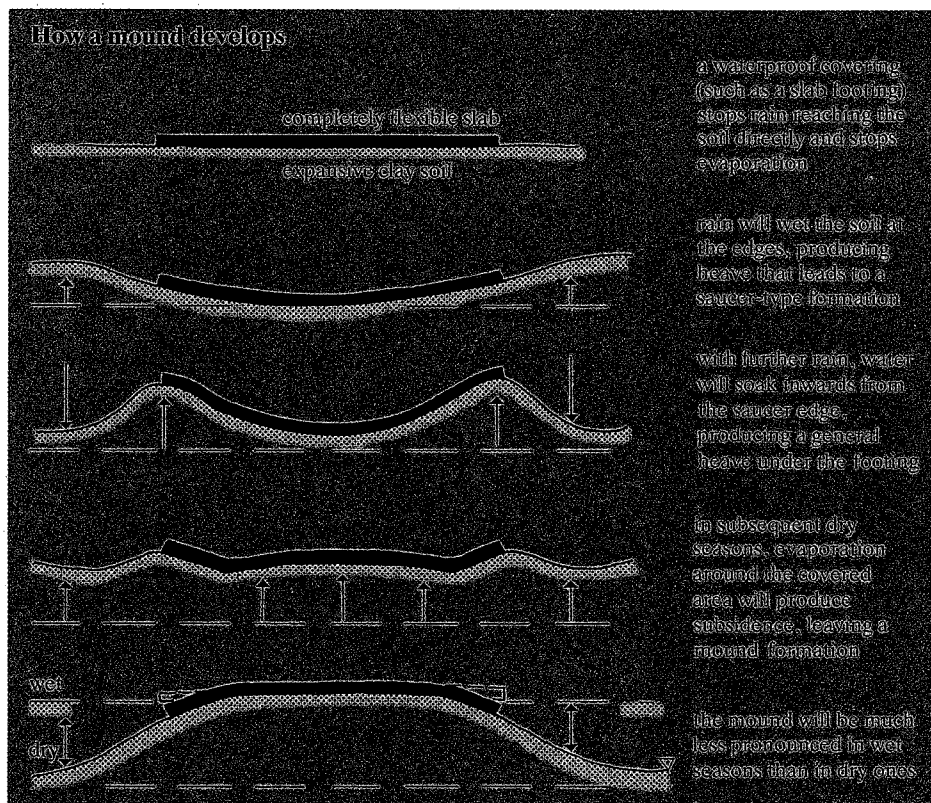 How a mound develops
completely flexible slab
expansive clay soil
a waterproof covering
(such as a slab footing)
stops rain reaching the
soil directly and stops
evaporation
rain will wet the soil at
the edges, producing
heave that leads to a
saucer-type formation
with further rain, water
will soak inwards from
the saucer edge,
producing a general
heave under the footing
in subsequent dry
seasons, evaporation
around the covered
area will produce
subsidence, leaving a
mound formation
wet
dry
the mound will be much
less pronounced in wet
seasons than in dry ones